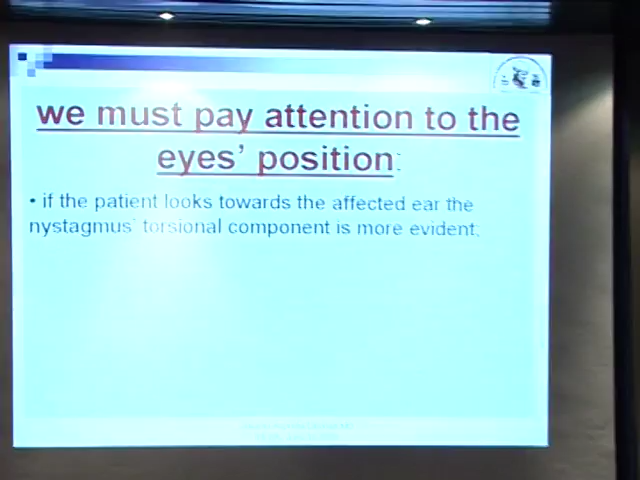 we must pay attention to the
eyes’ position:
• if the patient looks towards the affected ear the
nystagmus’ torsional component is more evident;